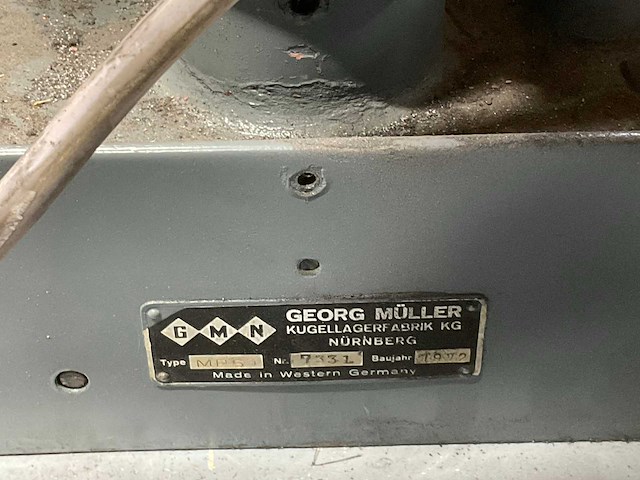 GMN
GEORG MÜLLER
KUGELLAGERFABRIK KG
NÜRNBERG
Type Nr. Baujahr
Made in Western Germany